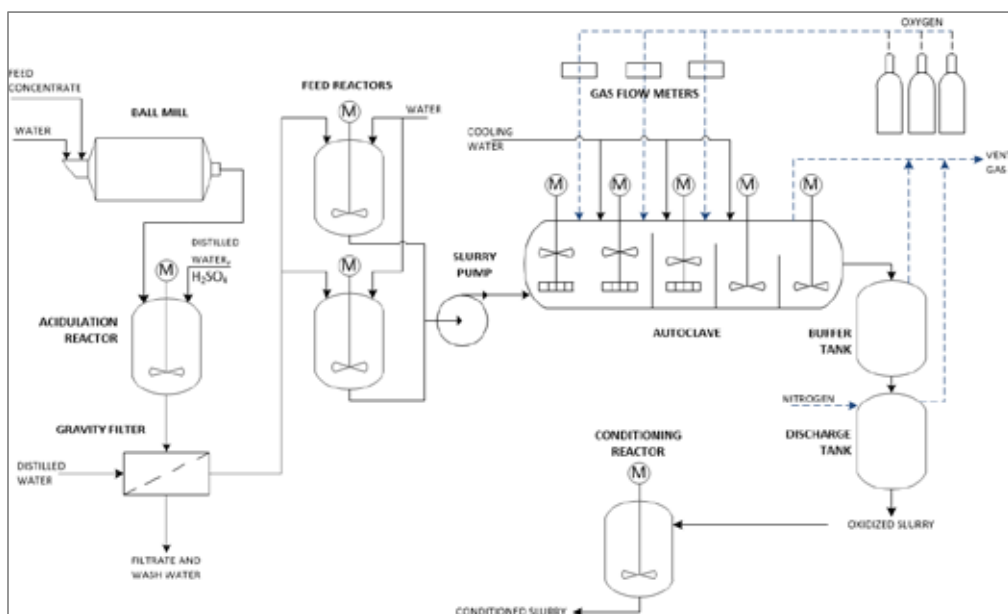 OXYGEN
FEED
CONCENTRATE
FEED REACTORS
GAS FLOW METERS
BALL MILL
M
WATER
WATER
COOLING
WATER
VENT
GAS
M
M
M
M
M
DISTILLED
WATER,
H₂SO₄
SLURRY
PUMP
M
M
ACIDULATION
REACTOR
AUTOCLAVE
BUFFER
TANK
NITROGEN
GRAVITY FILTER
CONDITIONING
REACTOR
DISCHARGE
TANK
DISTILLED
WATER
M
OXIDIZED SLURRY
FILTRATE AND
WASH WATER
CONDITIONED SLURRY